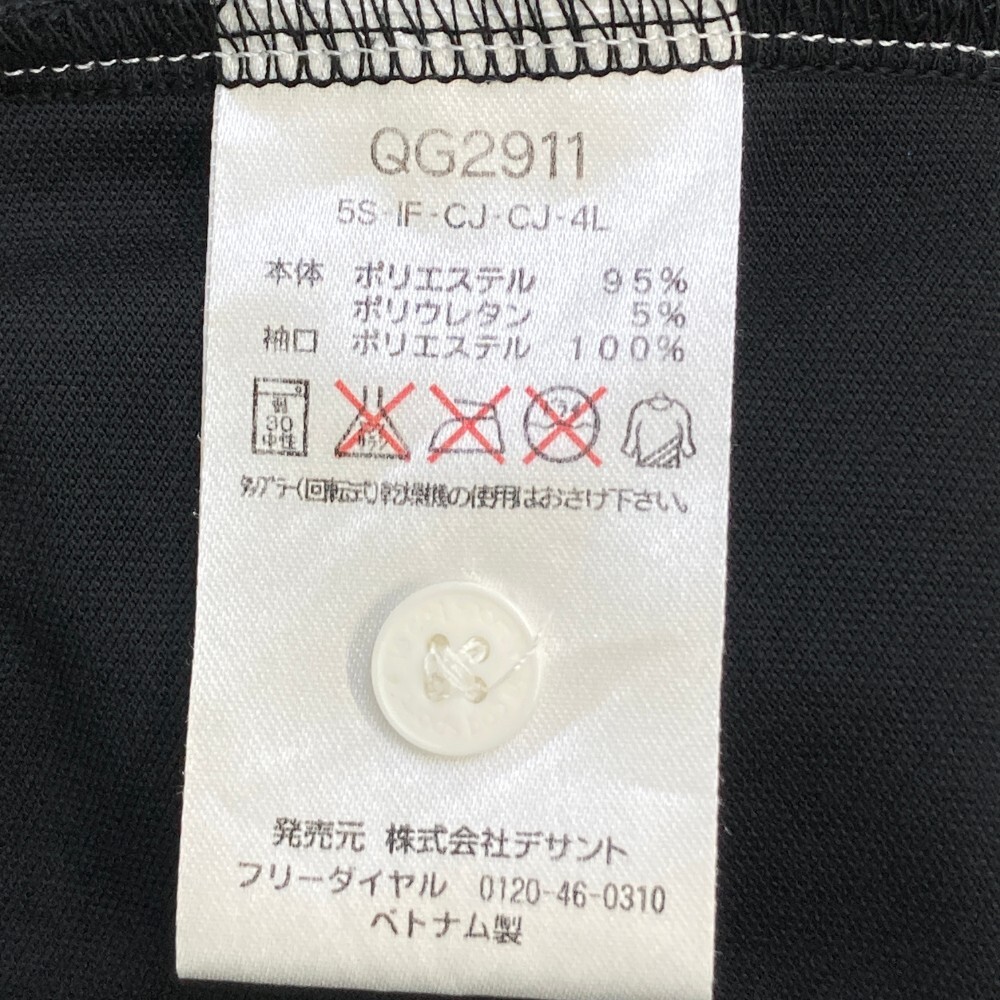 QG2911
5S-IF-CJ-CJ-4L
本体 ポリエステル 95%
ポリウレタン 5%
袖口 ポリエステル 100%
弱
30
中性
タンブラー(回転式)乾燥機の使用はおさけ下さい。
発売元 株式会社デサント
フリーダイヤル 0120-46-0310
ベトナム製